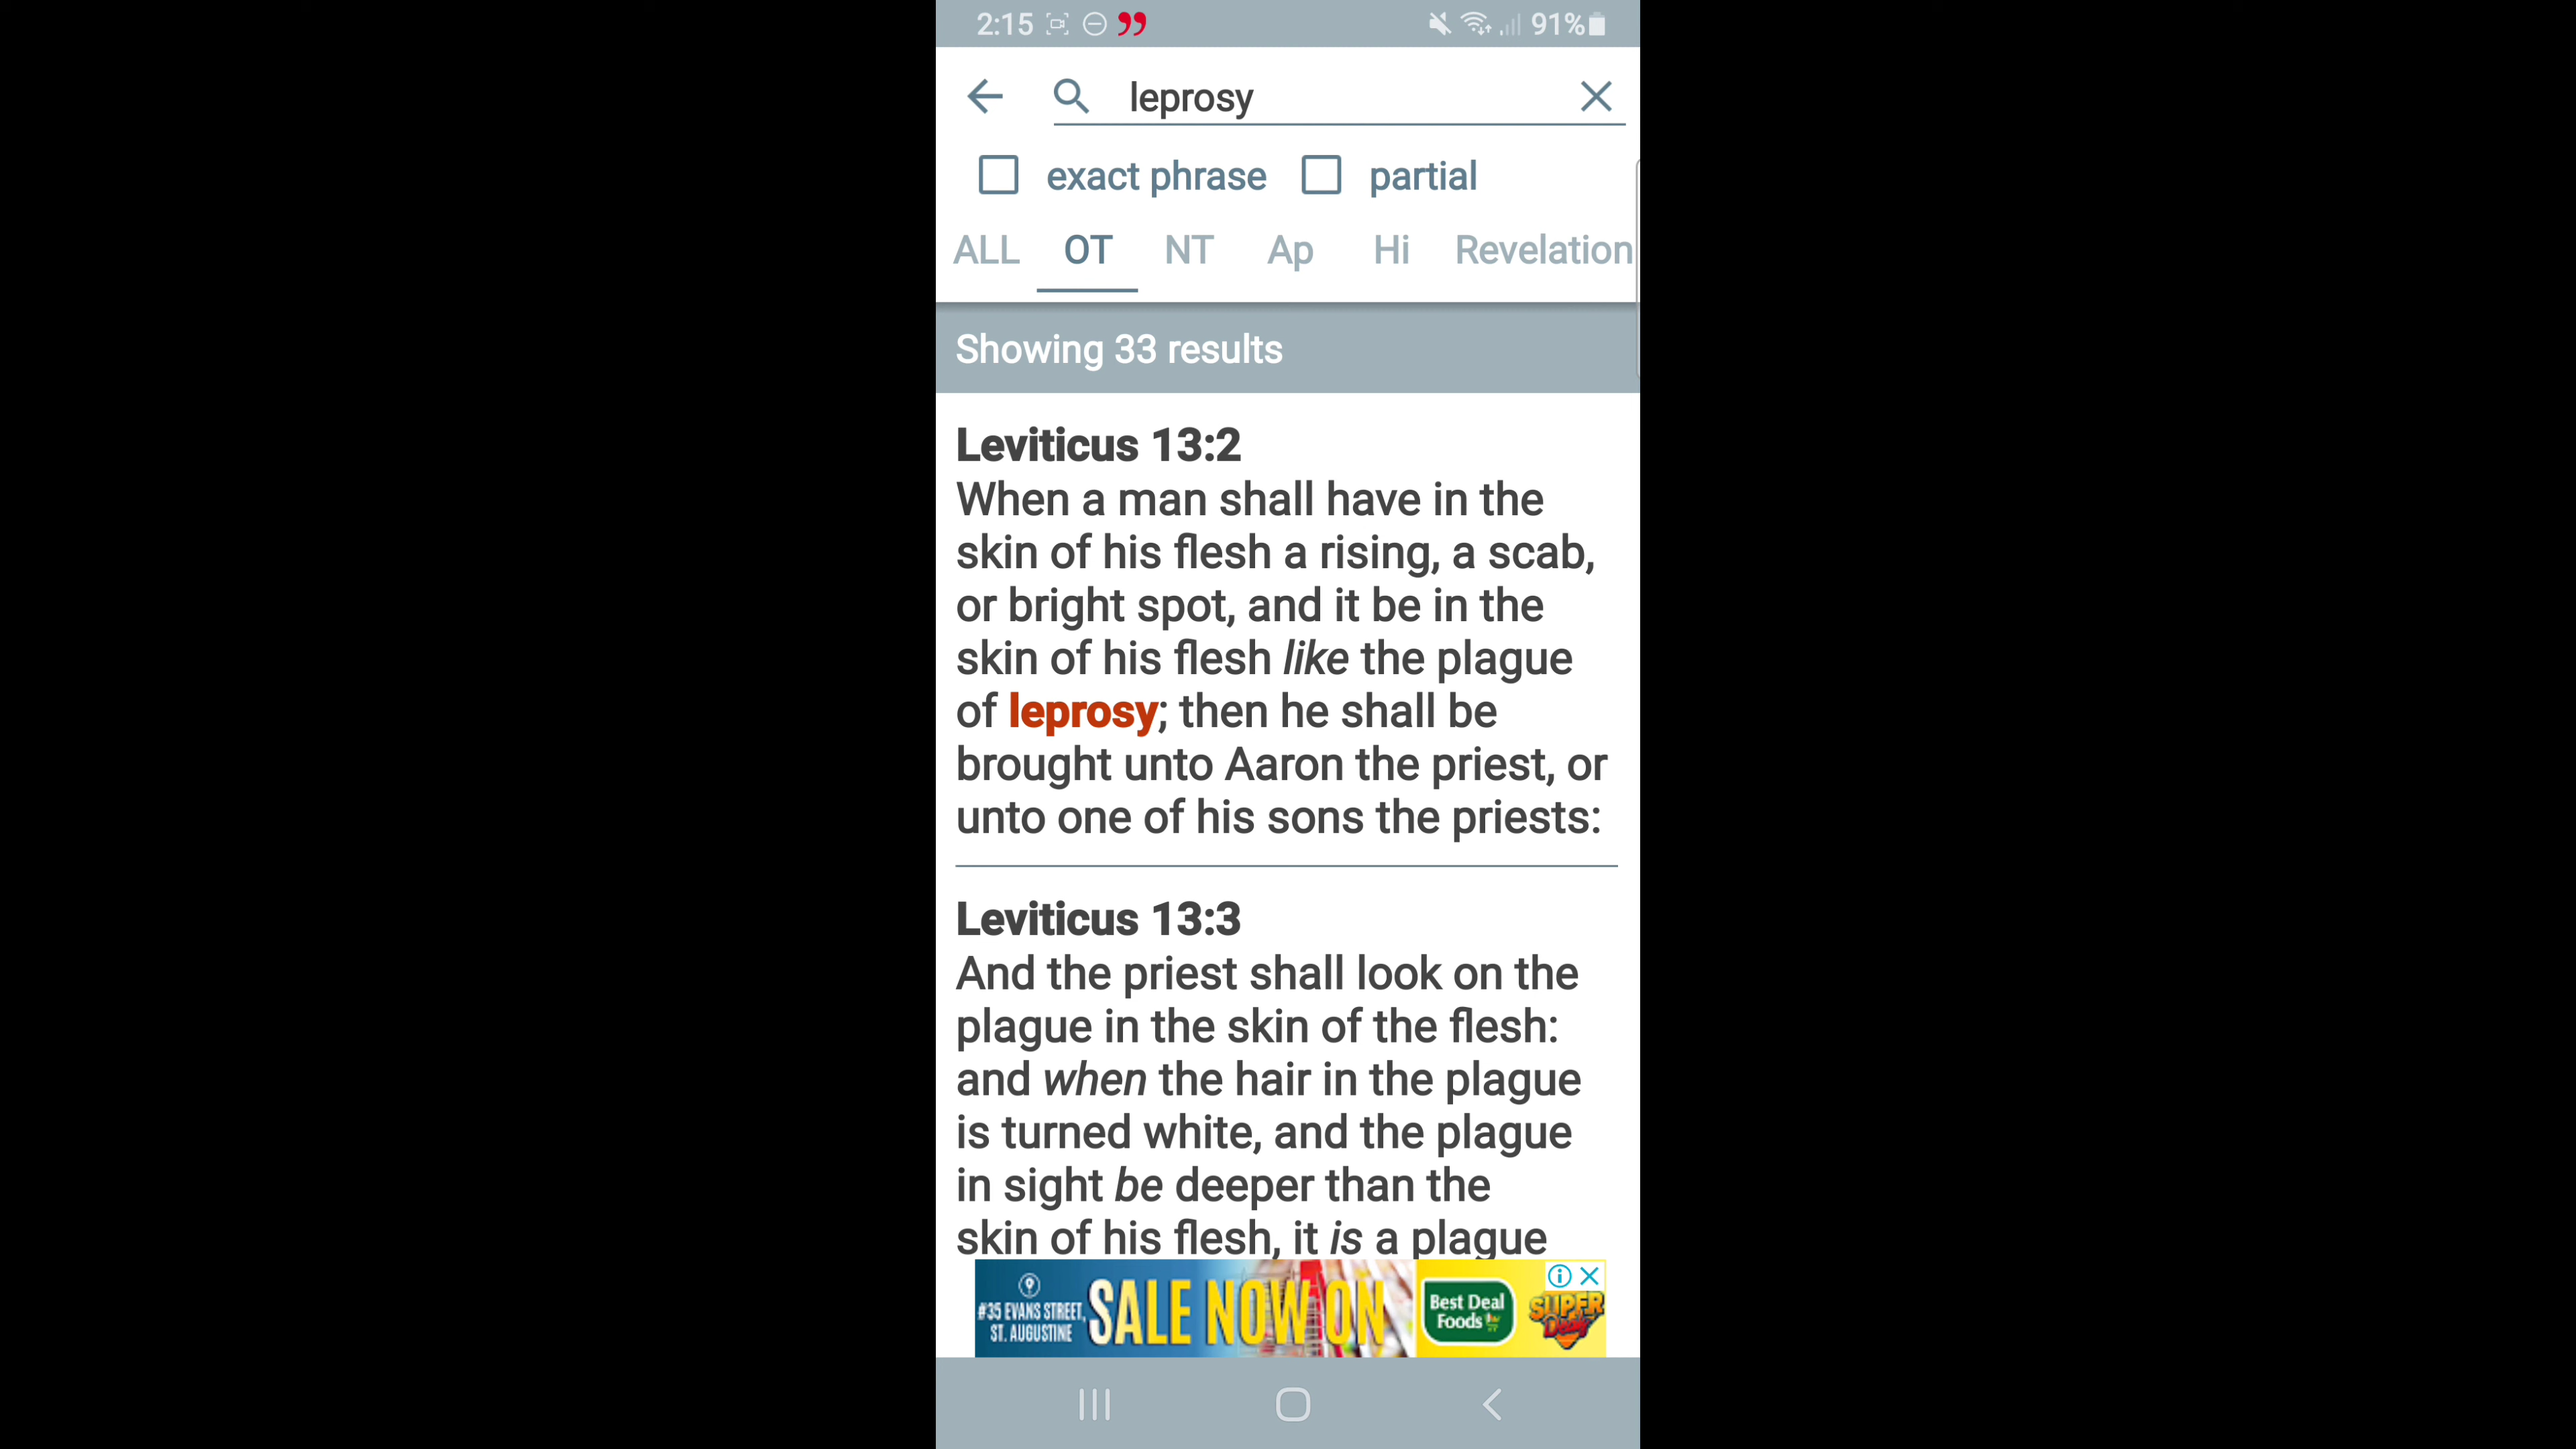 2:15
91%
leprosy
exact phrase
partial
ALL OT NT Ap Hi Revelation
Showing 33 results
Leviticus 13:2
When a man shall have in the
skin of his flesh a rising, a scab,
or bright spot, and it be in the
skin of his flesh like the plague
of leprosy; then he shall be
brought unto Aaron the priest, or
unto one of his sons the priests:
Leviticus 13:3
And the priest shall look on the
plague in the skin of the flesh:
and when the hair in the plague
is turned white, and the plague
in sight be deeper than the
skin of his flesh, it is a plague
#35 EVANS STREET,
ST. AUGUSTINE
SALE NOW ON
Best Deal
Foods
SUPER
Deals